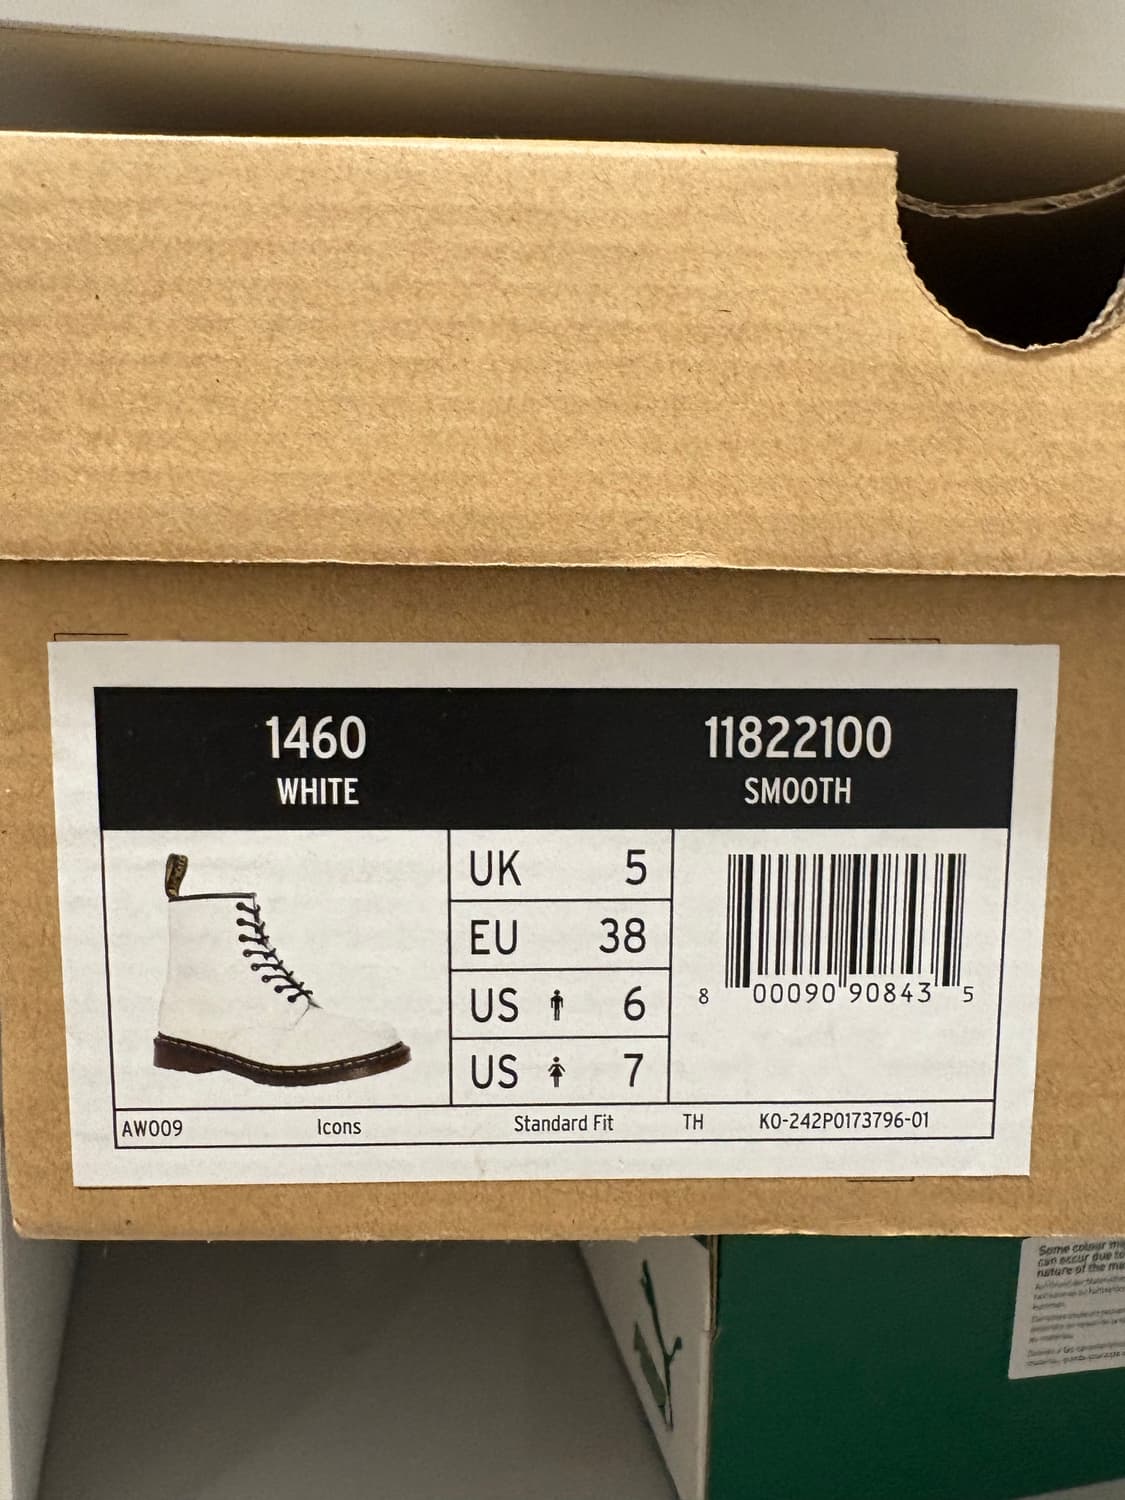 1460
WHITE
11822100
SMOOTH
UK 5
EU 38
US 6
US 7
8 00090 90843 5
AW009 Icons Standard Fit TH KO-242P0173796-01
Some colour
can occur due to
nature of the